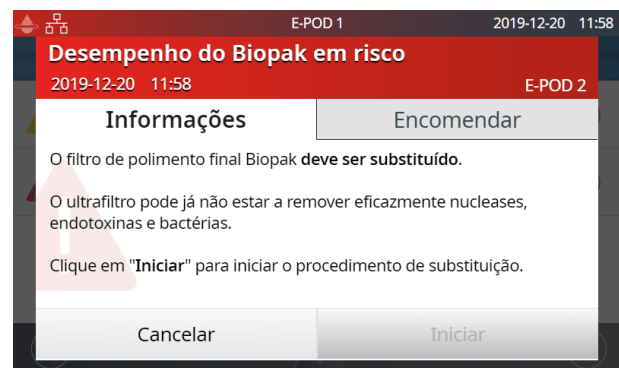 E-POD 1 2019-12-20 11:58
Desempenho do Biopak em risco
2019-12-20 11:58 E-POD 2
Informações Encomendar
O filtro de polimento final Biopak deve ser substituído.
O ultrafiltro pode já não estar a remover eficazmente nucleases,
endotoxinas e bactérias.
Clique em "Iniciar" para iniciar o procedimento de substituição.
Cancelar Iniciar